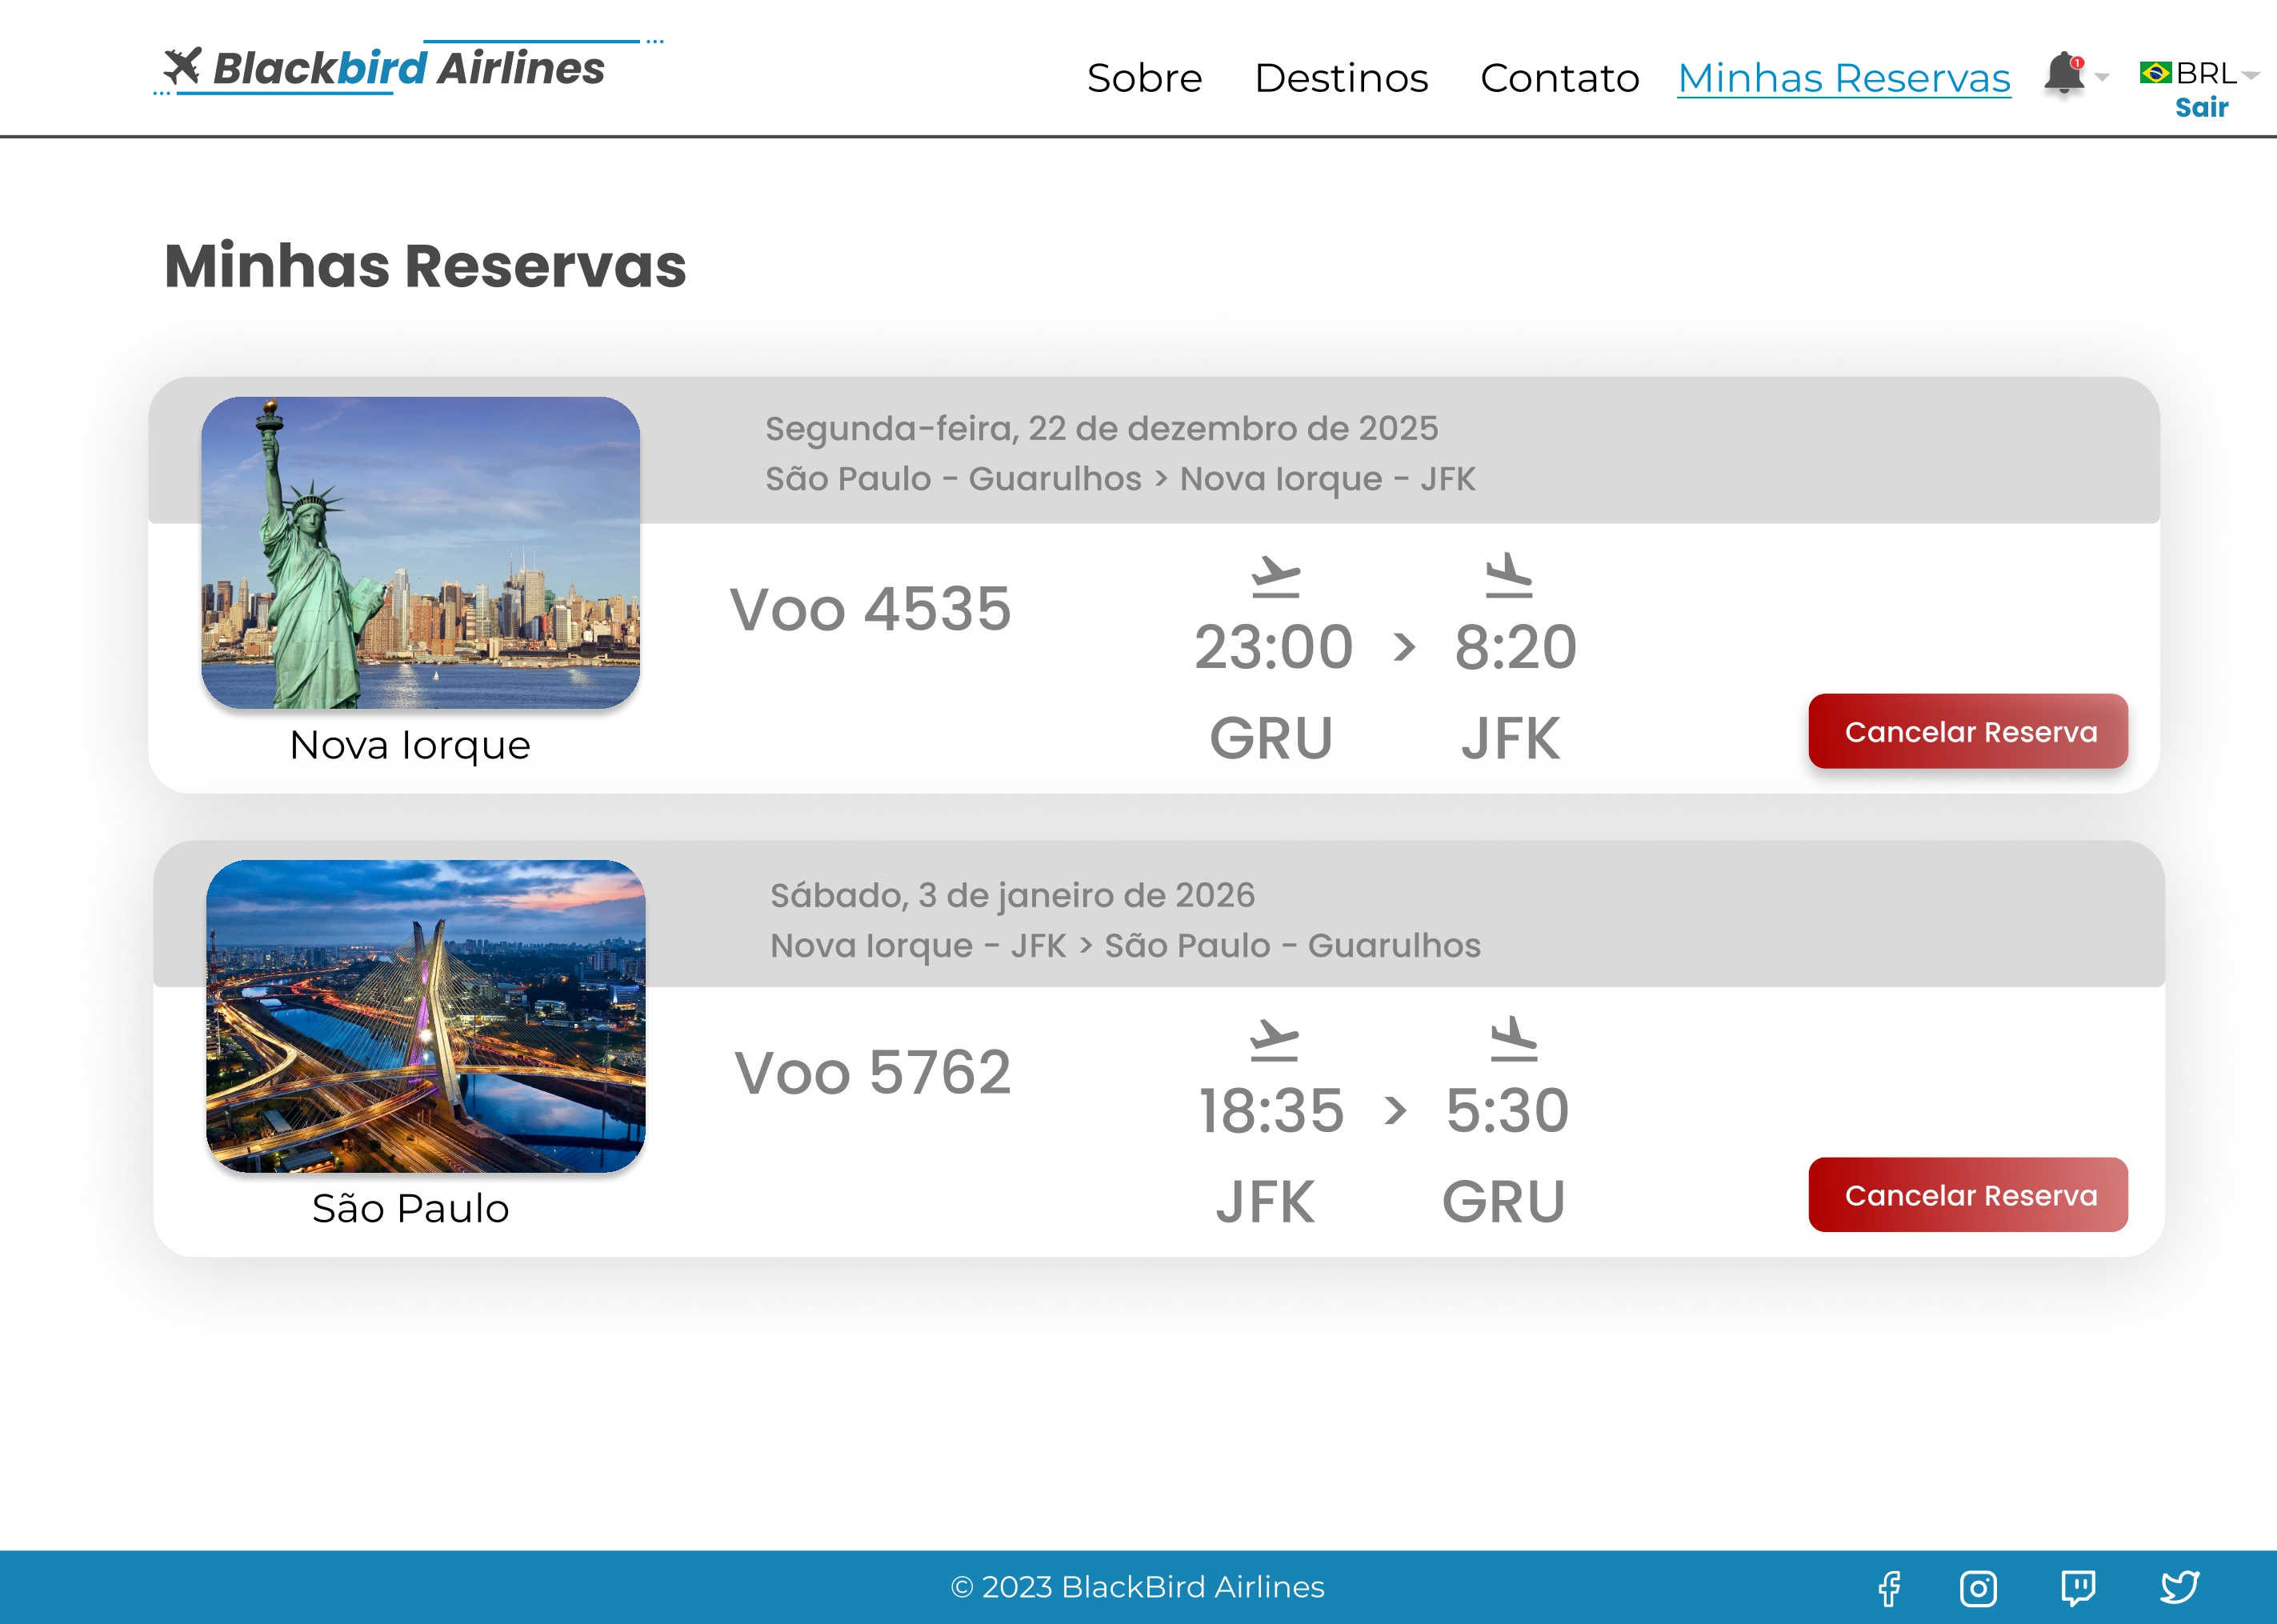 Blackbird Airlines
Sobre Destinos Contato Minhas Reservas 1 BRL
Sair
Minhas Reservas
Segunda-feira, 22 de dezembro de 2025
São Paulo - Guarulhos > Nova Iorque - JFK
Voo 4535
23:00 > 8:20
GRU JFK
Cancelar Reserva
Nova Iorque
Sábado, 3 de janeiro de 2026
Nova Iorque - JFK > São Paulo - Guarulhos
Voo 5762
18:35 > 5:30
JFK GRU
Cancelar Reserva
São Paulo
© 2023 BlackBird Airlines